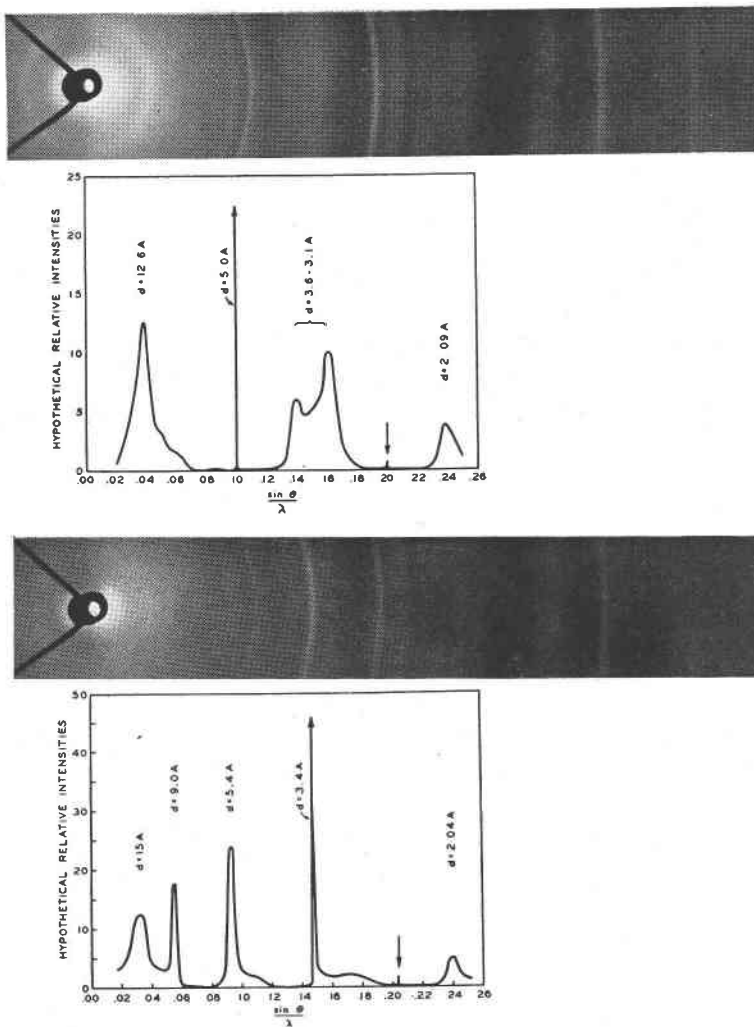 25
20
15
10
5
0
HYPOTHETICAL RELATIVE INTENSITIES
d=12 6A
d=5 0A
d=3.6-3.1A
d=2 09A
.00 .02 .04 .06 .08 .10 .12 .14 .16 .18 .20 .22 .24 .26
sin θ
λ
50
40
30
20
10
0
HYPOTHETICAL RELATIVE INTENSITIES
d=15A
d=9.0A
d=5.4A
d=3.4A
d=2.04A
.00 .02 .04 .06 .08 .10 .12 .14 .16 .18 .20 .22 .24 .26
sin θ
λ